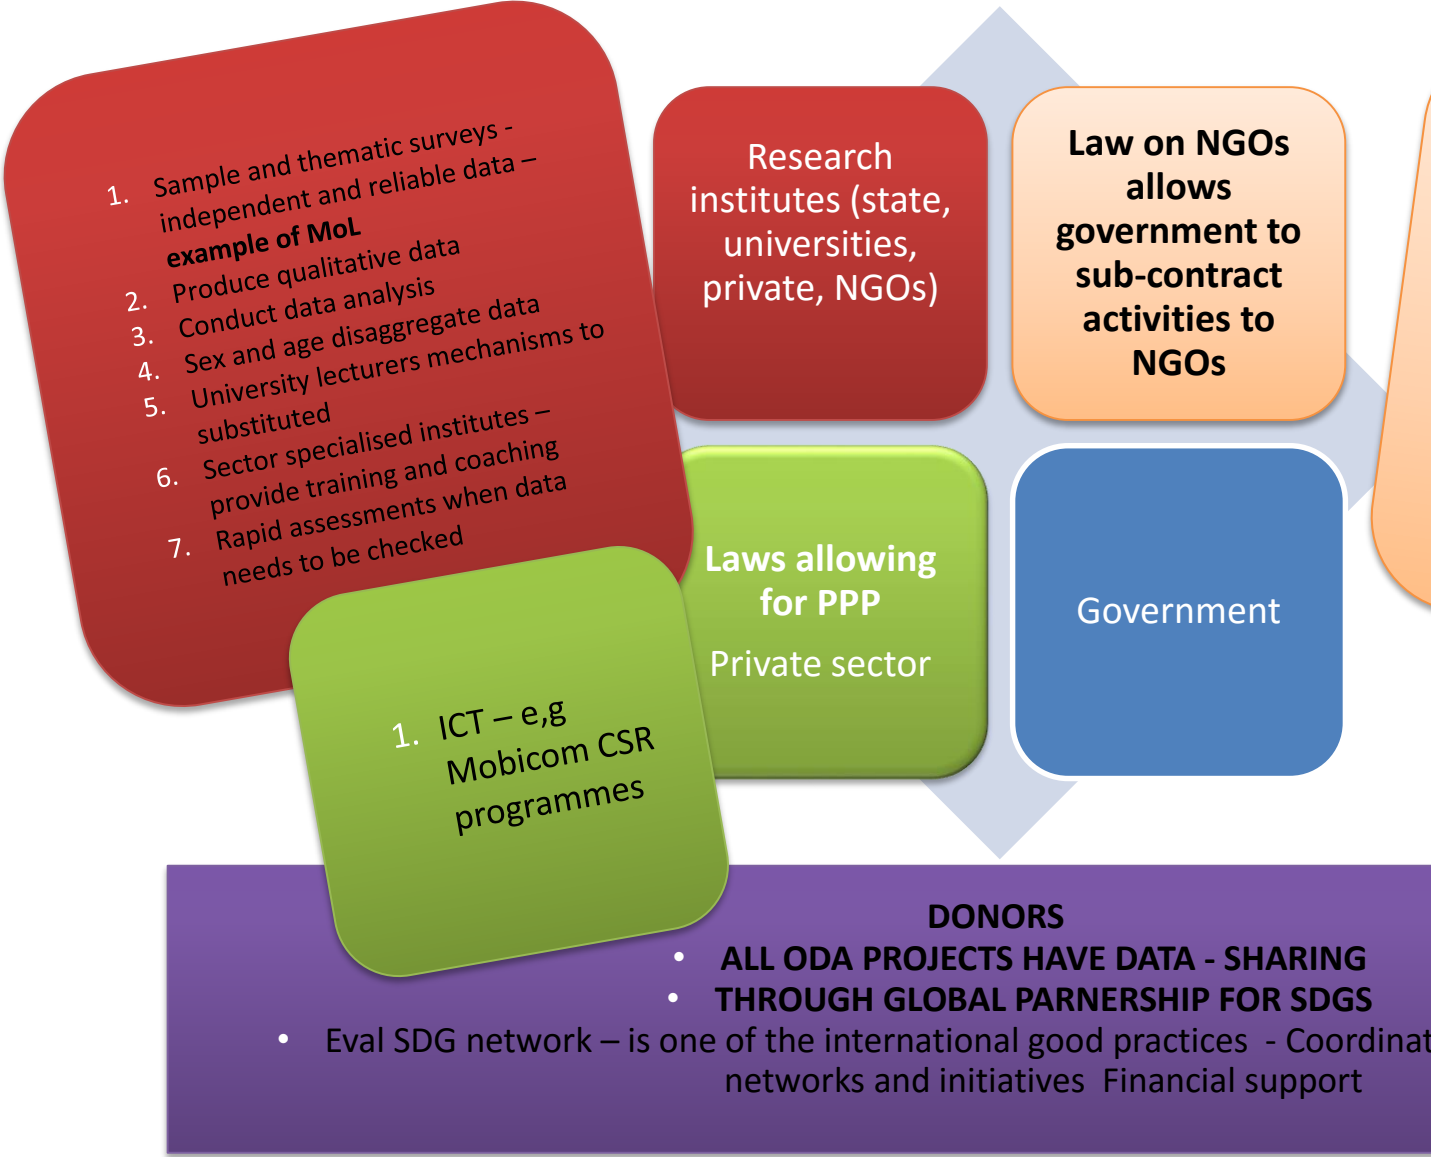 1. Sample and thematic surveys -
independent and reliable data –
example of MoL
2. Produce qualitative data
3. Conduct data analysis
4. Sex and age disaggregate data
5. University lecturers mechanisms to
substituted
6. Sector specialised institutes –
provide training and coaching
7. Rapid assessments when data
needs to be checked
Research
institutes (state,
universities,
private, NGOs)
Law on NGOs
allows
government to
sub-contract
activities to
NGOs
1. ICT – e,g
Mobicom CSR
programmes
Laws allowing
for PPP
Private sector
Government
DONORS
• ALL ODA PROJECTS HAVE DATA - SHARING
• THROUGH GLOBAL PARNERSHIP FOR SDGS
• Eval SDG network – is one of the international good practices - Coordinat
networks and initiatives Financial support